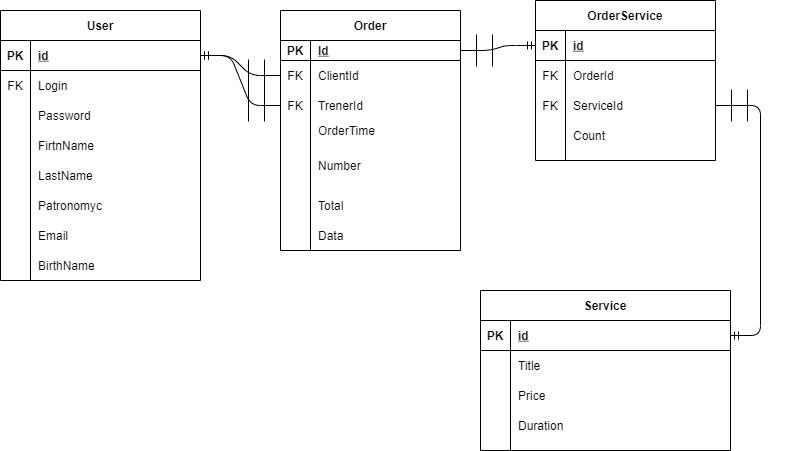 User
PK id
FK Login
Password
FirtnName
LastName
Patronomyc
Email
BirthName
Order
PK Id
FK ClientId
FK TrenerId
OrderTime
Number
Total
Data
OrderService
PK id
FK OrderId
FK ServiceId
Count
Service
PK id
Title
Price
Duration